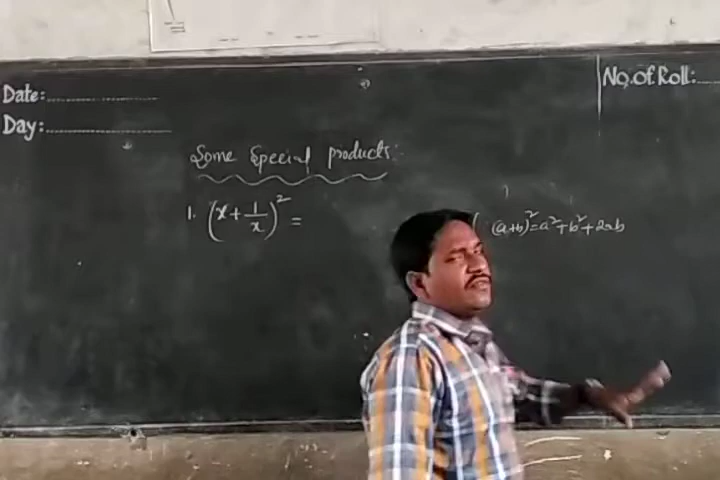 Date:
No. of Roll:
Day:
Some Special products:
1. (x + 1/x)² =
(a+b)² = a² + b² + 2ab